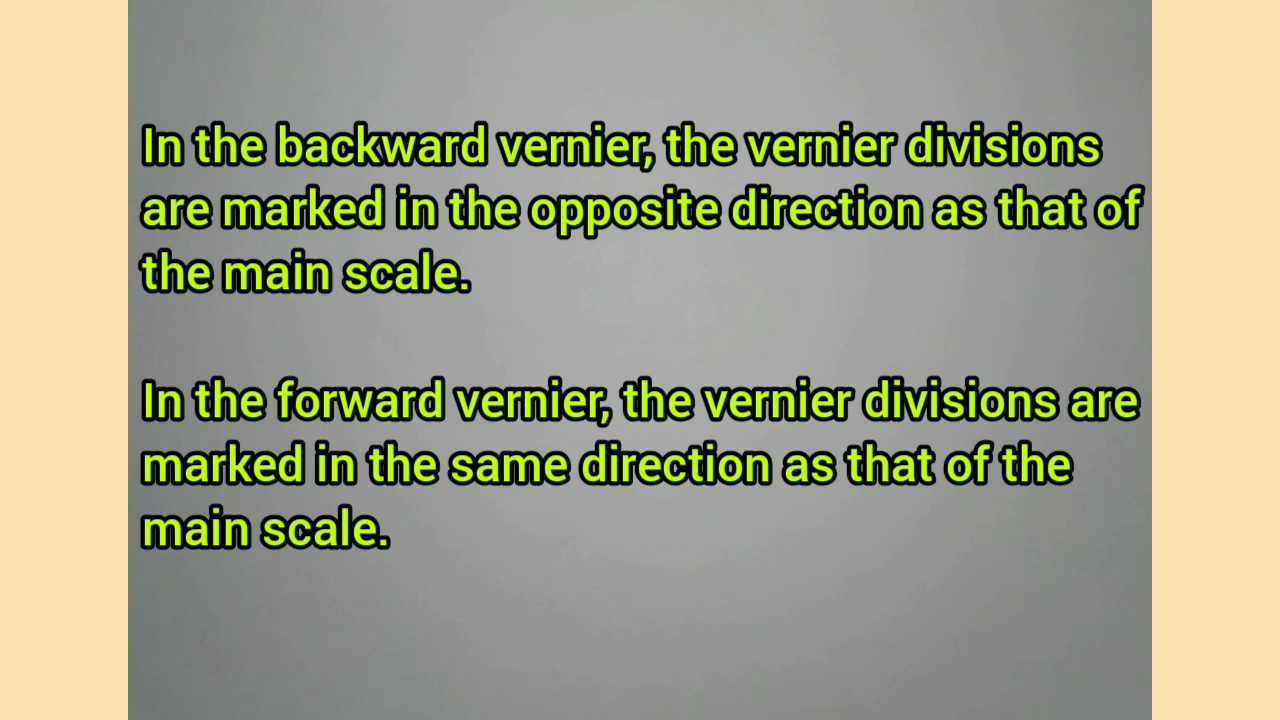 In the backward vernier, the vernier divisions
are marked in the opposite direction as that of
the main scale.
In the forward vernier, the vernier divisions are
marked in the same direction as that of the
main scale.